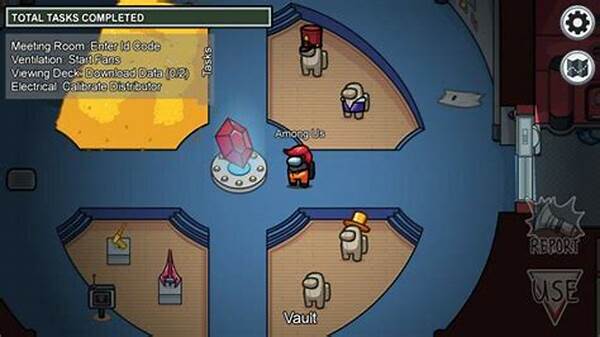 TOTAL TASKS COMPLETED
Meeting Room: Enter Id Code
Ventilation: Start Fans
Viewing Deck: Download Data (0/2)
Electrical: Calibrate Distributor
Tasks
Among Us
REPORT
USE
Vault